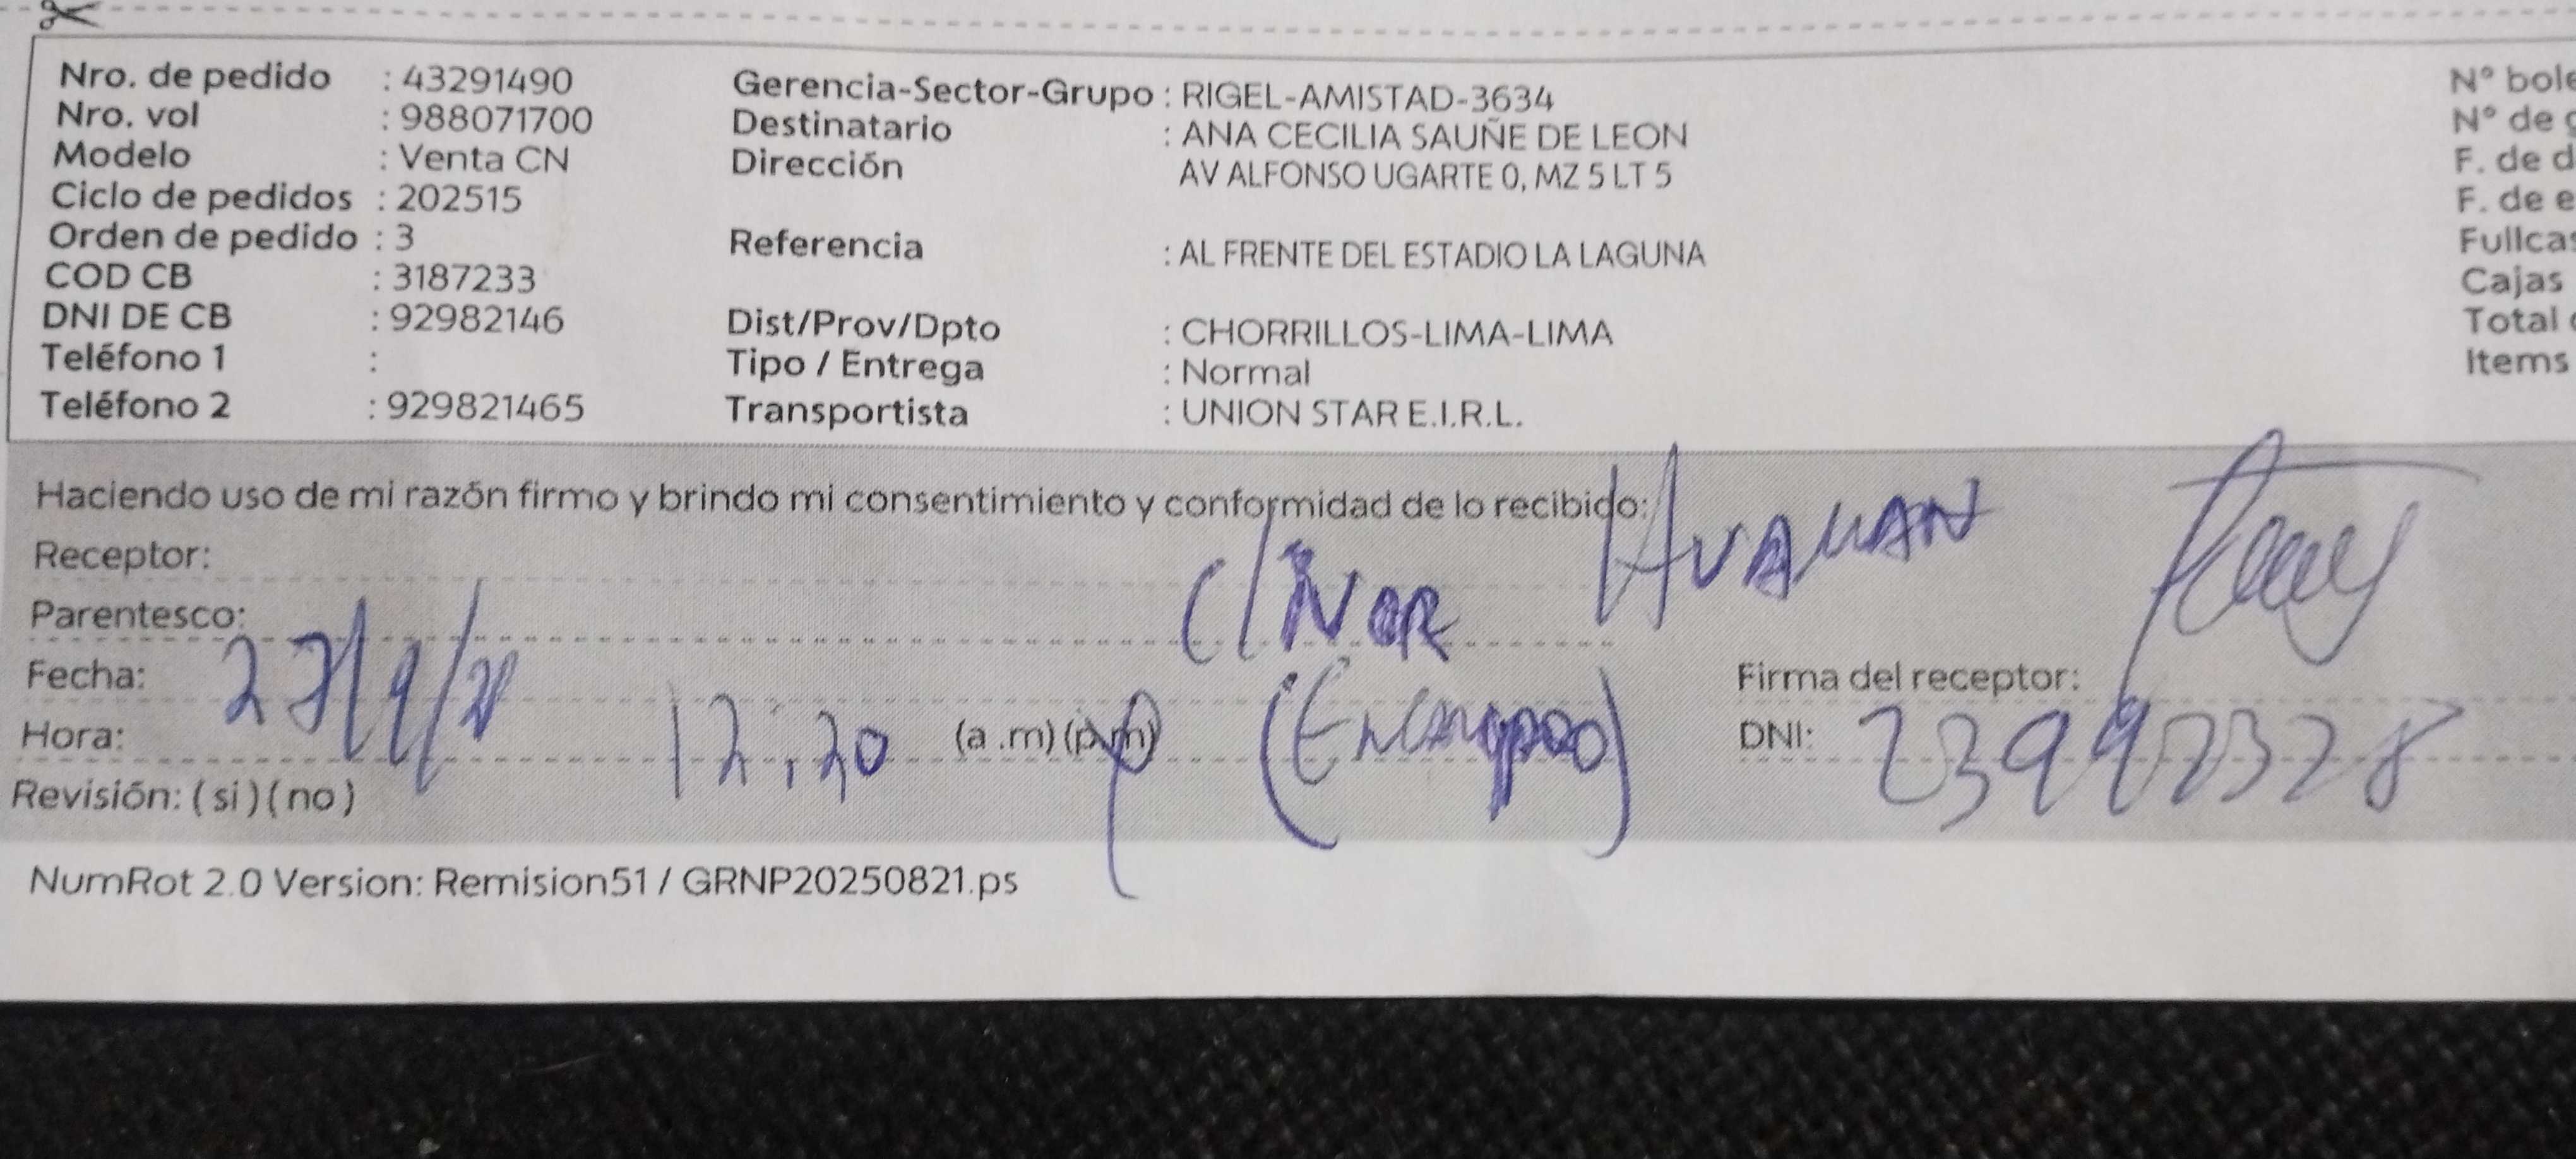 Nro. de pedido : 43291490
Nro. vol : 988071700
Modelo : Venta CN
Ciclo de pedidos : 202515
Orden de pedido : 3
COD CB : 3187233
DNI DE CB : 92982146
Teléfono 1 :
Teléfono 2 : 929821465
Gerencia-Sector-Grupo : RIGEL-AMISTAD-3634
Destinatario : ANA CECILIA SAUÑE DE LEON
Dirección AV ALFONSO UGARTE 0, MZ 5 LT 5
Referencia : AL FRENTE DEL ESTADIO LA LAGUNA
Dist/Prov/Dpto : CHORRILLOS-LIMA-LIMA
Tipo / Entrega : Normal
Transportista : UNION STAR E.I.R.L.
N°
N° de
F. de
F. de
Cajas
Total
Items
Haciendo uso de mi razón firmo y brindo mi consentimiento y conformidad de lo recibido:
Receptor: HUAMAN
Parentesco:
Fecha:
Hora: 12:20 (a .m) (p.m)
Revisión: ( si ) ( no )
Firma del receptor:
DNI:
NumRot 2.0 Version: Remision51 / GRNP20250821.ps